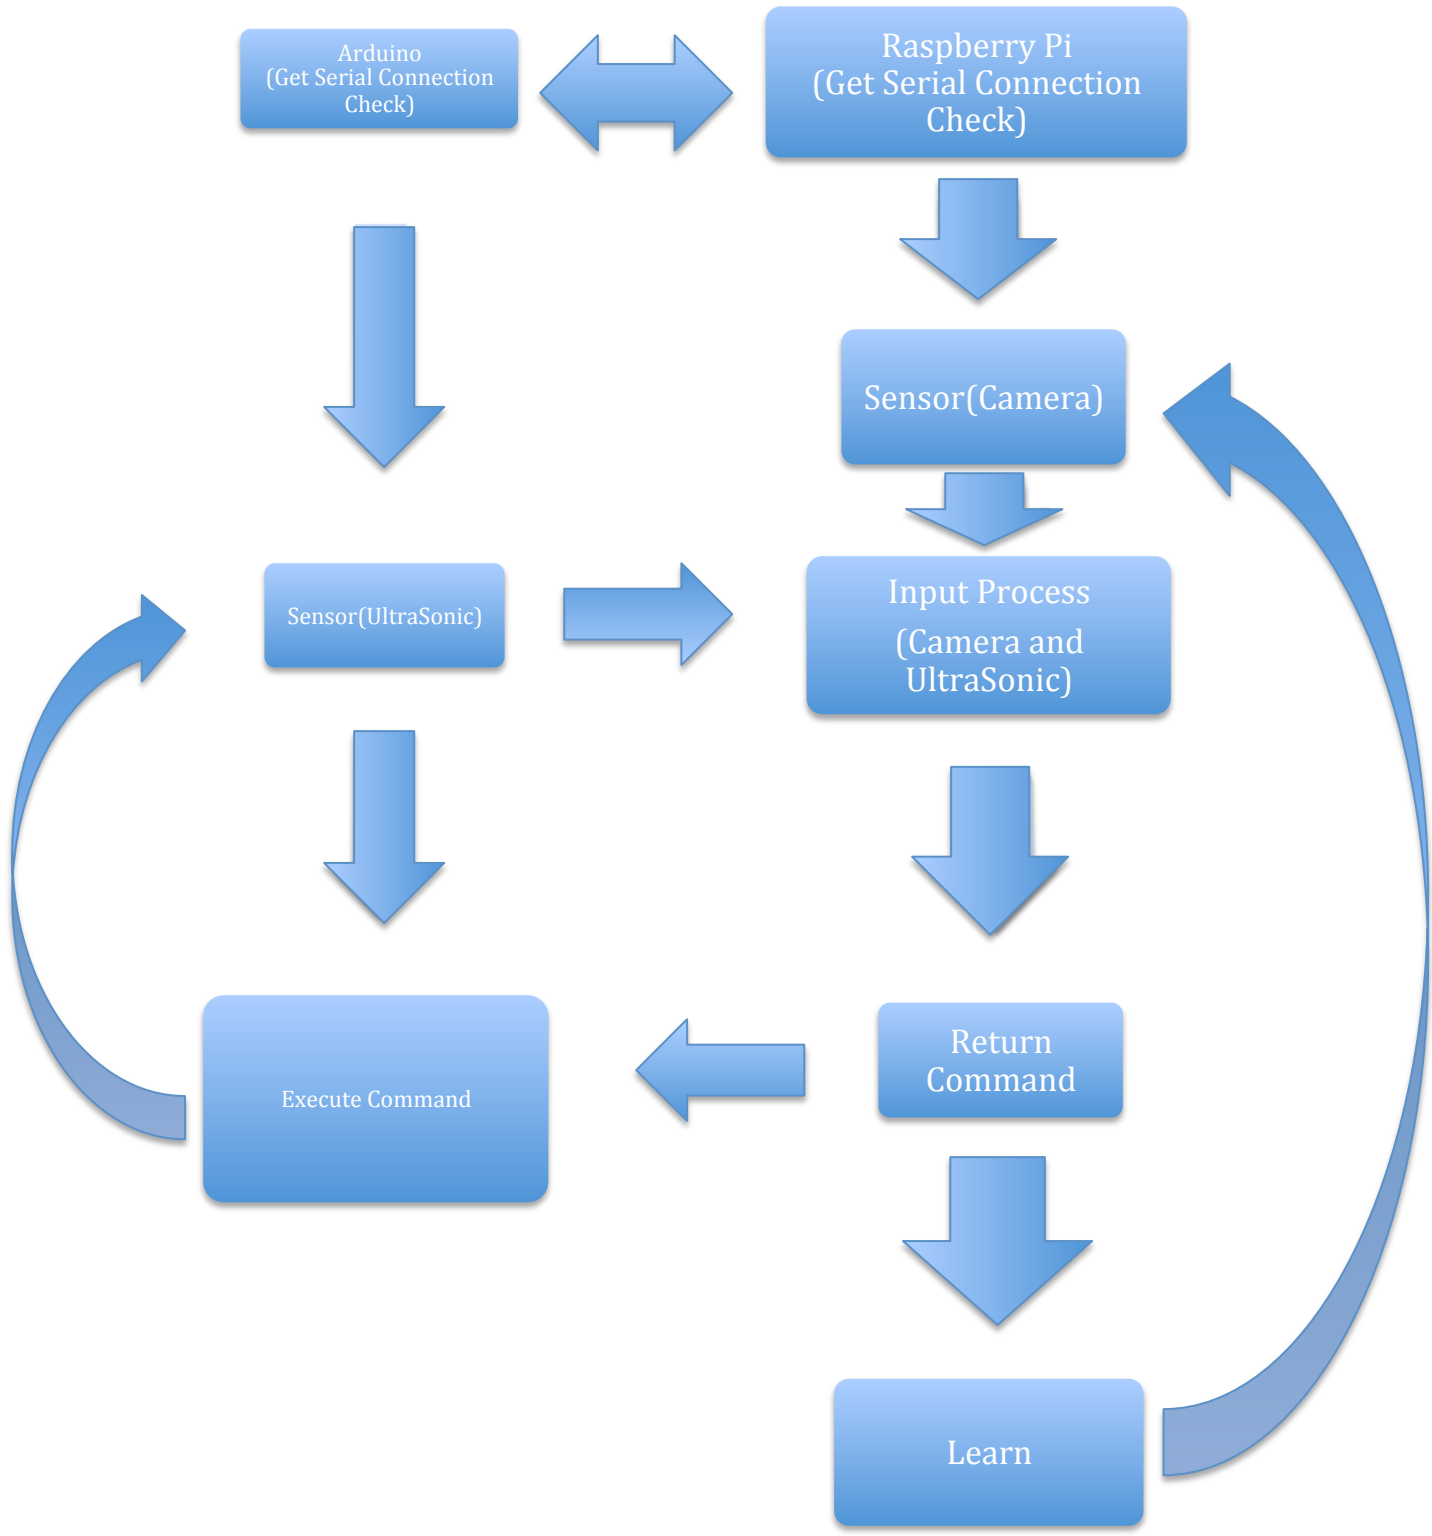 Arduino
(Get Serial Connection
Check)
Raspberry Pi
(Get Serial Connection
Check)
Sensor(Camera)
Sensor(UltraSonic)
Input Process
(Camera and
UltraSonic)
Execute Command
Return
Command
Learn